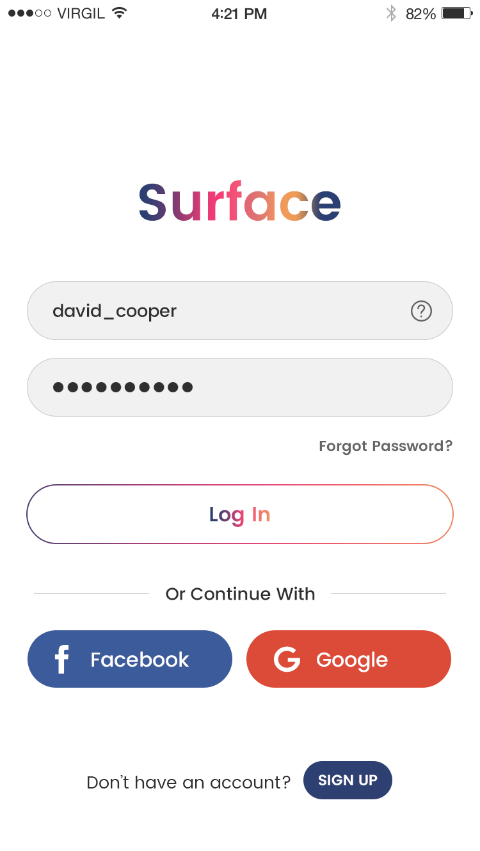 VIRGIL 4:21 PM 82%
Surface
david_cooper ?
●●●●●●●●●●
Forgot Password?
Log In
Or Continue With
f Facebook G Google
Don't have an account? SIGN UP